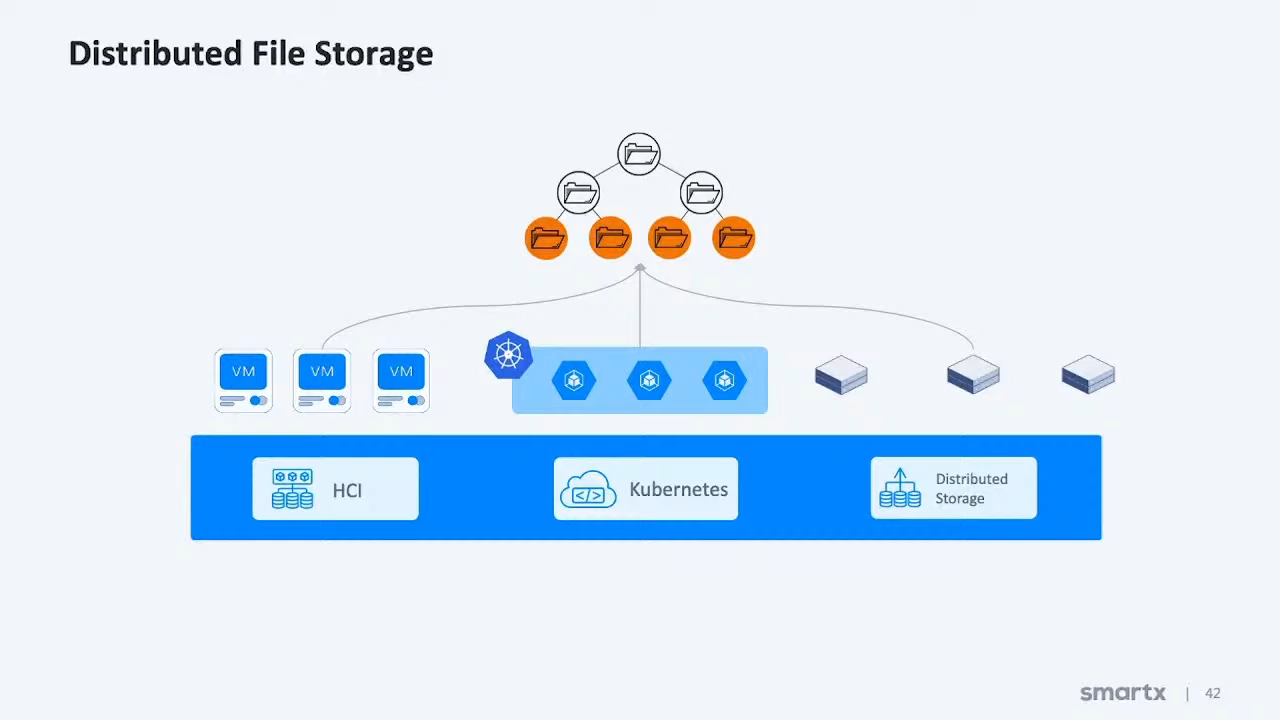 Distributed File Storage
VM
VM
VM
HCI
Kubernetes
Distributed
Storage
smartx | 42